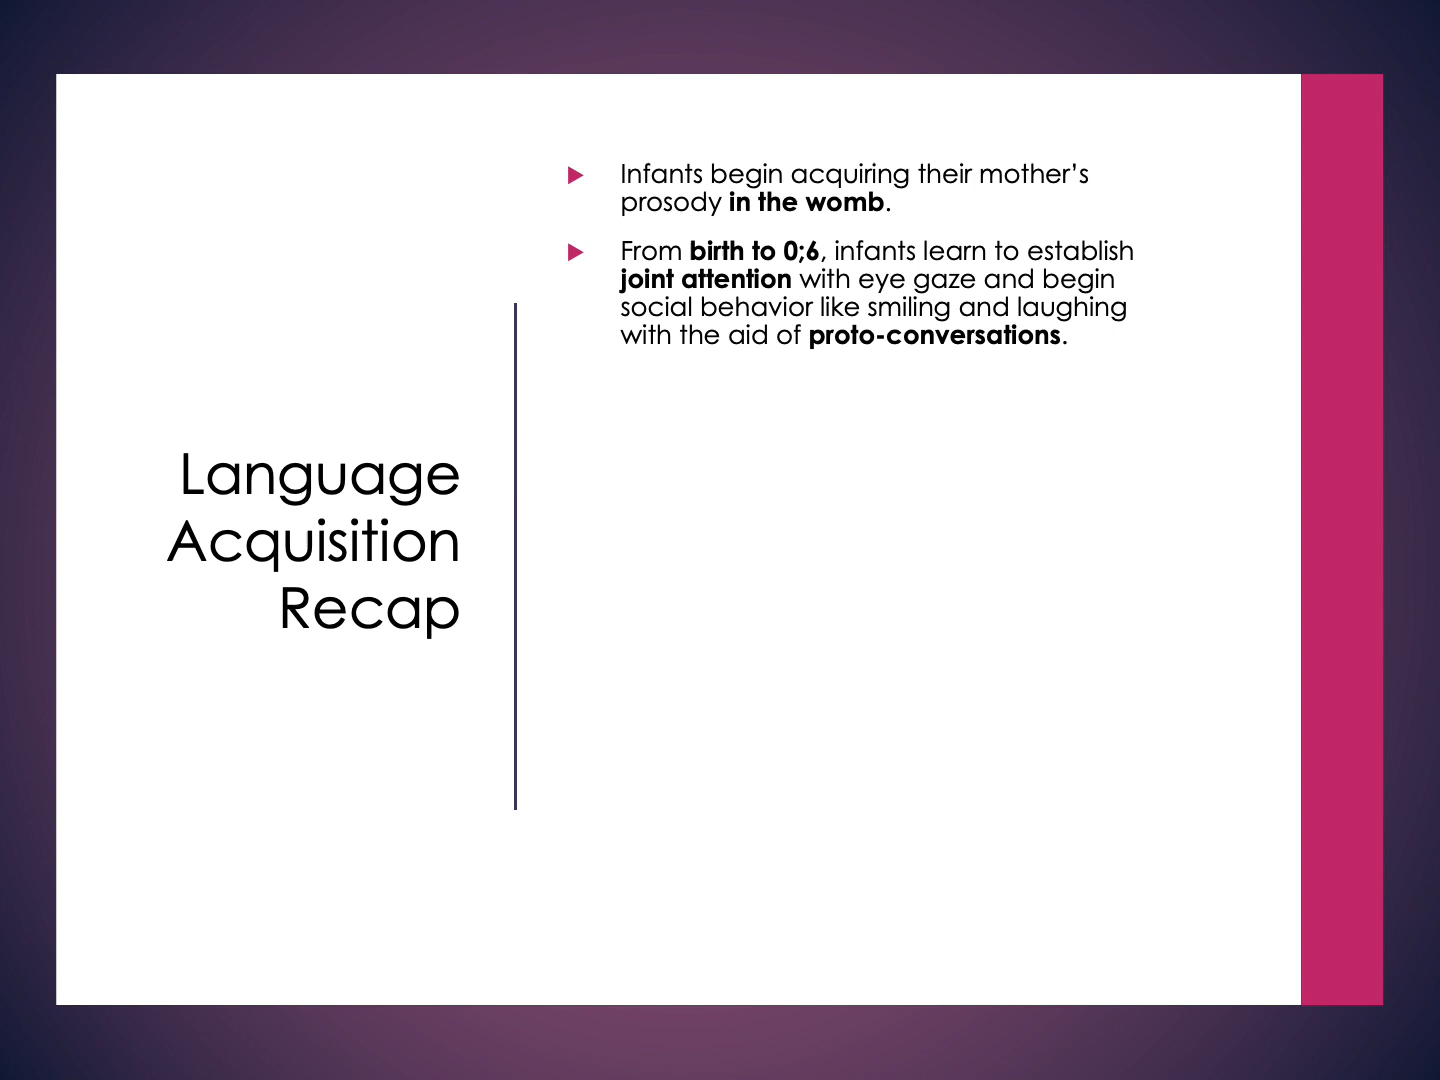 Language
Acquisition
Recap
Infants begin acquiring their mother’s
prosody in the womb.
From birth to 0;6, infants learn to establish
joint attention with eye gaze and begin
social behavior like smiling and laughing
with the aid of proto-conversations.